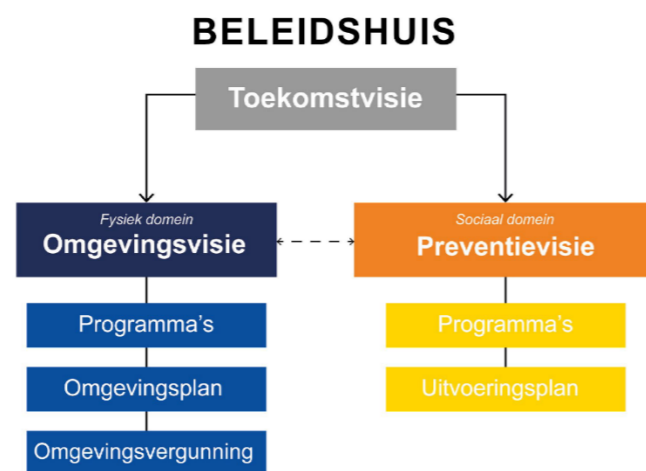 BELEIDSHUIS
Toekomstvisie
Fysiek domein
Omgevingsvisie
Sociaal domein
Preventievisie
Programma's
Omgevingsplan
Omgevingsvergunning
Programma's
Uitvoeringsplan